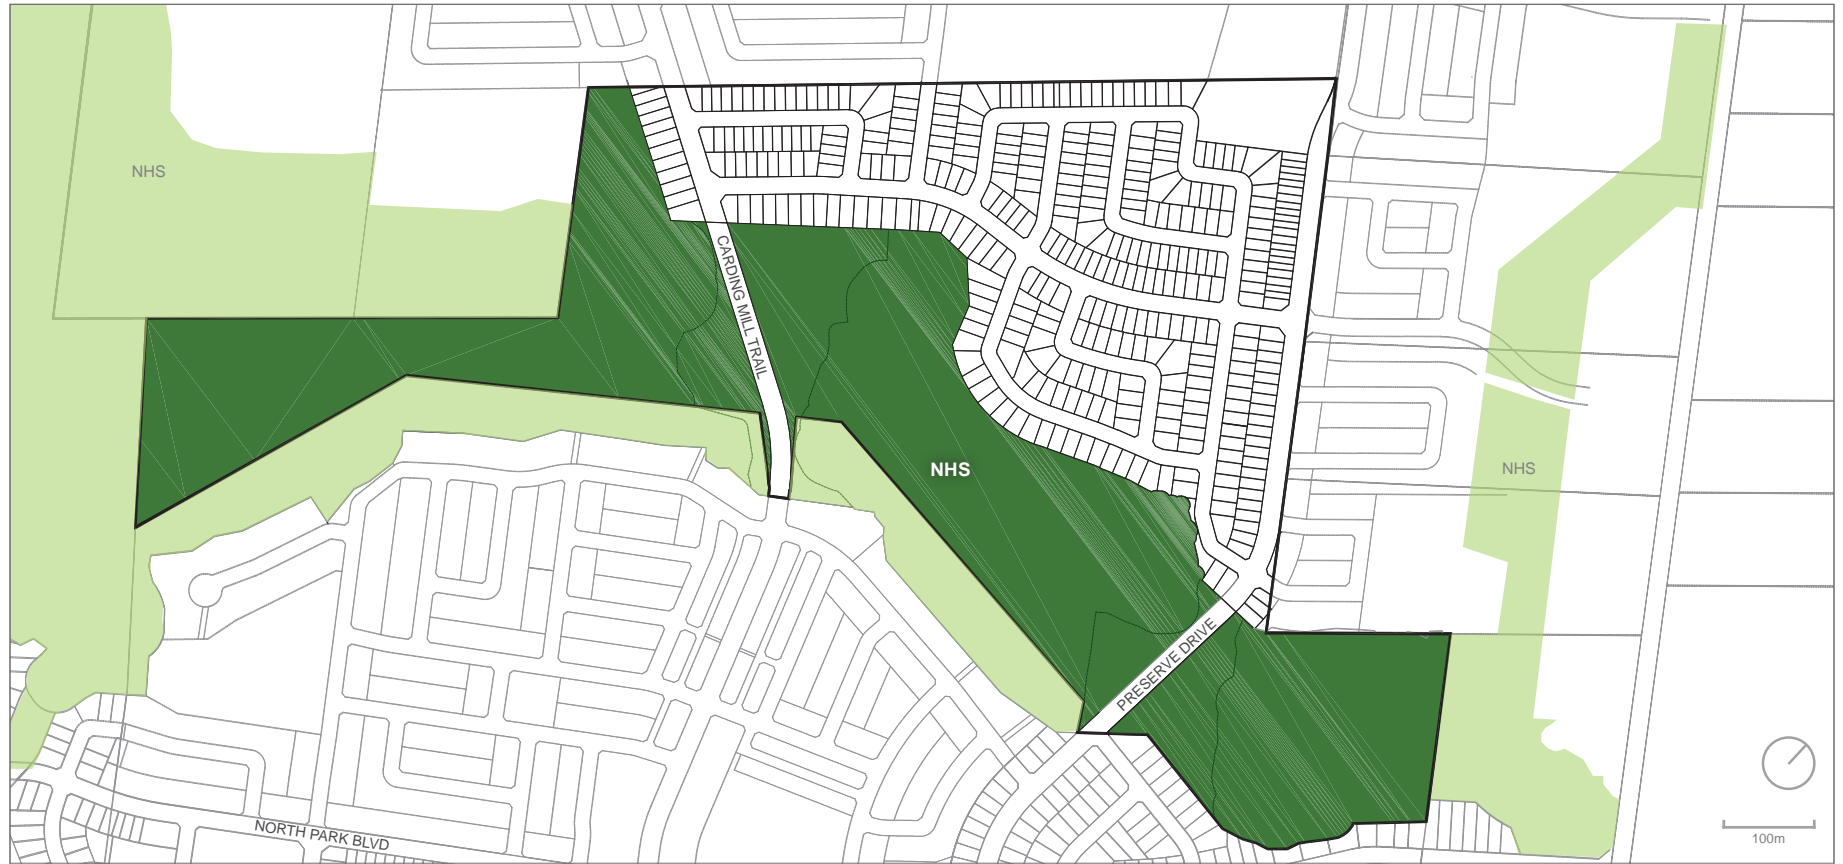 NHS
CARDING MILL TRAIL
NHS
NHS
PRESERVE DRIVE
NORTH PARK BLVD
100m